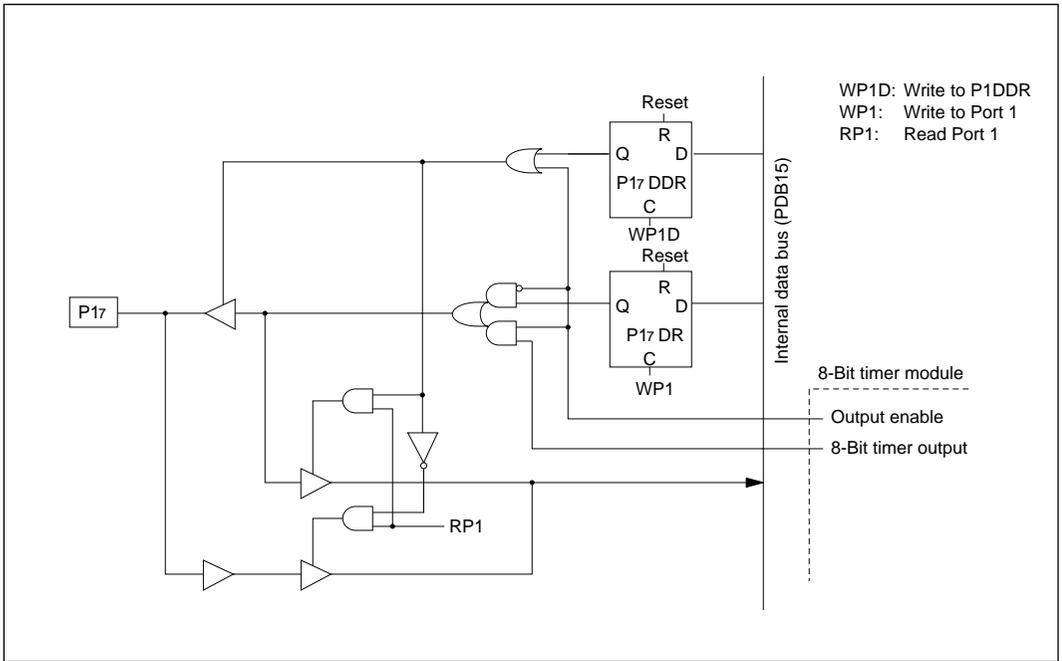 WP1D: Write to P1DDR
WP1: Write to Port 1
RP1: Read Port 1
Reset
R
Q D
P17 DDR
C
WP1D
Reset
R
Q D
P17 DR
C
WP1
P17
Internal data bus (PDB15)
8-Bit timer module
Output enable
8-Bit timer output
RP1